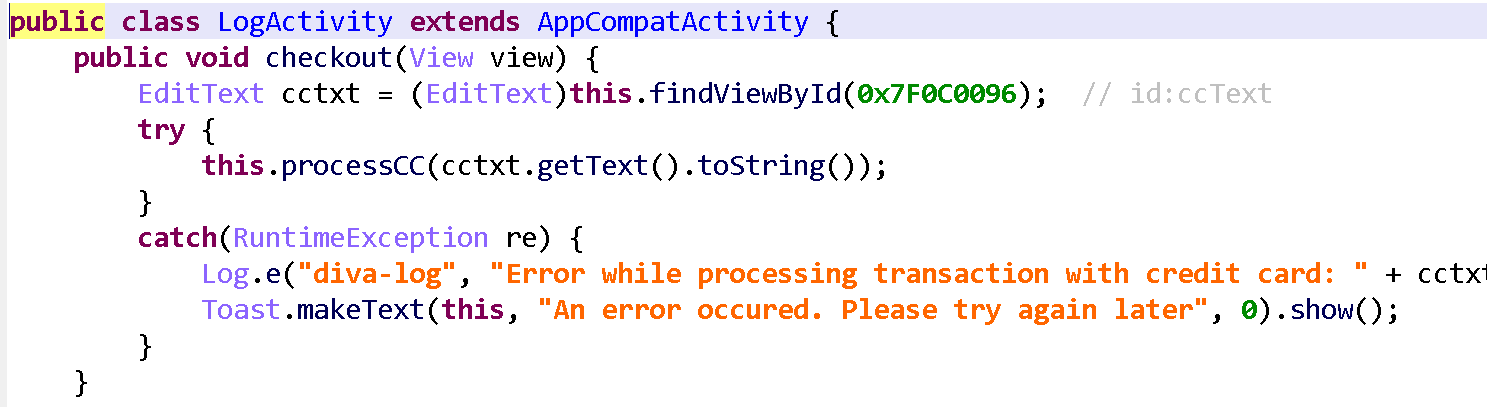 public class LogActivity extends AppCompatActivity {
    public void checkout(View view) {
        EditText cctxt = (EditText)this.findViewById(0x7F0C0096);  // id:ccText
        try {
            this.processCC(cctxt.getText().toString());
        }
        catch(RuntimeException re) {
            Log.e("diva-log", "Error while processing transaction with credit card: " + cctxt
            Toast.makeText(this, "An error occured. Please try again later", 0).show();
        }
    }